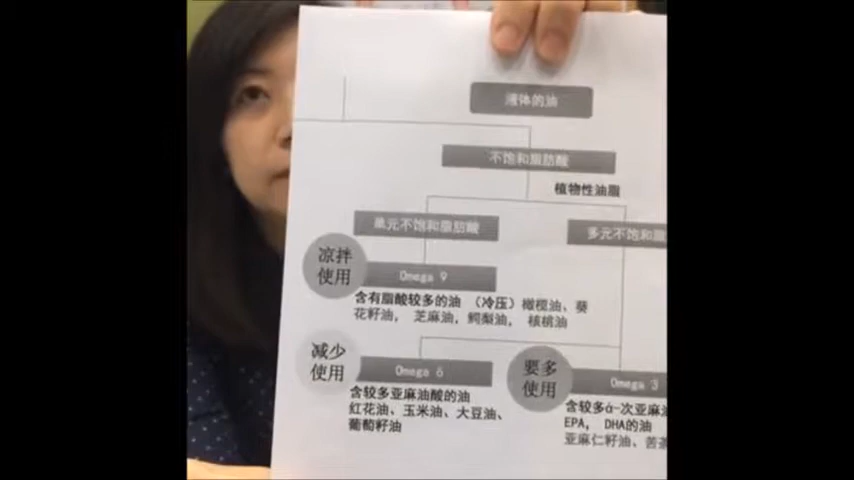 液体的油
不饱和脂肪酸
植物性油脂
单元不饱和脂肪酸
多元不饱和脂
凉拌
使用
Omega 9
含有脂酸较多的油 （冷压）橄榄油、葵
花籽油， 芝麻油，鳄梨油， 核桃油
减少
使用
Omega 6
含较多亚麻油酸的油
红花油、玉米油、大豆油、
葡萄籽油
要多
使用
Omega 3
含较多α-次亚麻
EPA， DHA的油
亚麻仁籽油、苦茶